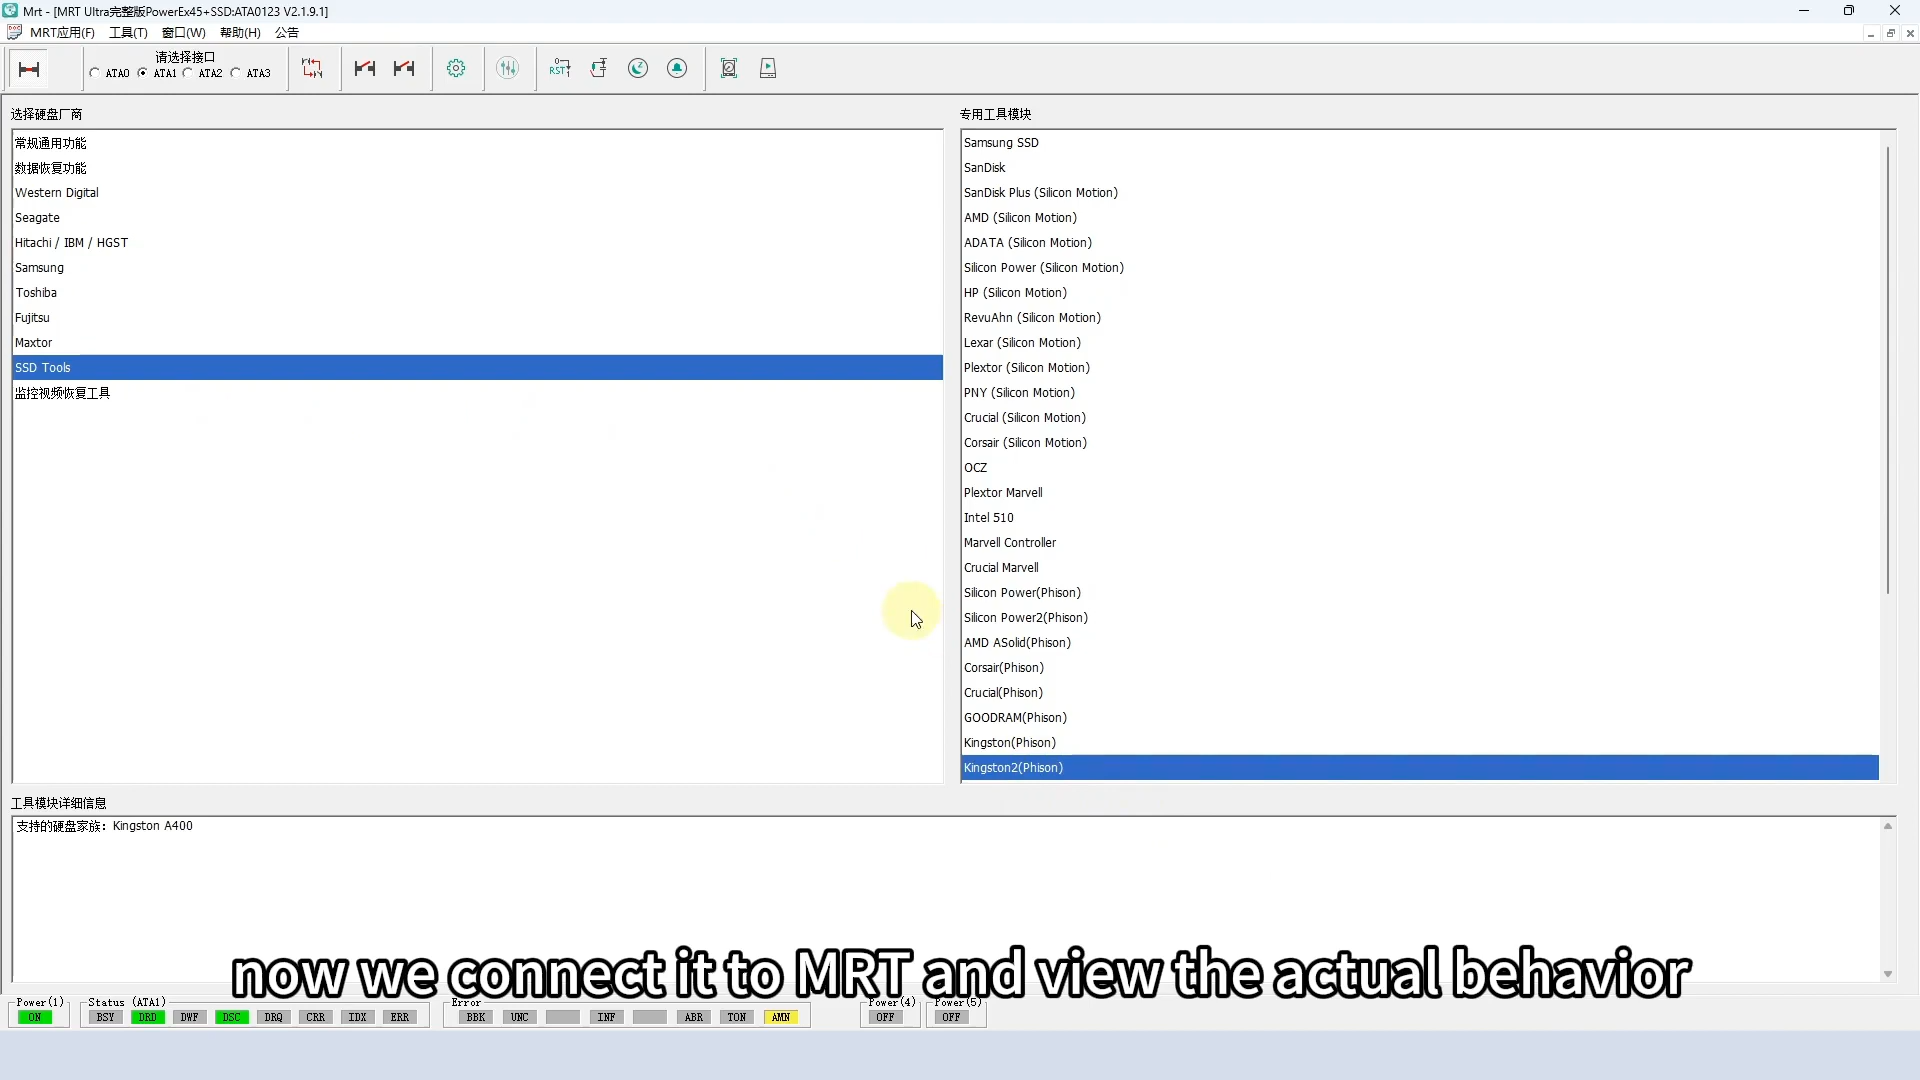 Mrt - [MRT Ultra完整版PowerEx45+SSD:ATA0123 V2.1.9.1]
MRT应用(F) 工具(T) 窗口(W) 帮助(H) 公告
请选择接口
ATA0 ATA1 ATA2 ATA3
RST
选择硬盘厂商
常规通用功能
数据恢复功能
Western Digital
Seagate
Hitachi / IBM / HGST
Samsung
Toshiba
Fujitsu
Maxtor
SSD Tools
监控视频恢复工具
专用工具模块
Samsung SSD
SanDisk
SanDisk Plus (Silicon Motion)
AMD (Silicon Motion)
ADATA (Silicon Motion)
Silicon Power (Silicon Motion)
HP (Silicon Motion)
RevuAhn (Silicon Motion)
Lexar (Silicon Motion)
Plextor (Silicon Motion)
PNY (Silicon Motion)
Crucial (Silicon Motion)
Corsair (Silicon Motion)
OCZ
Plextor Marvell
Intel 510
Marvell Controller
Crucial Marvell
Silicon Power(Phison)
Silicon Power2(Phison)
AMD ASolid(Phison)
Corsair(Phison)
Crucial(Phison)
GOODRAM(Phison)
Kingston(Phison)
Kingston2(Phison)
工具模块详细信息
支持的硬盘家族：Kingston A400
now we connect it to MRT and view the actual behavior
Power(1) Status (ATA1) Error Power(4) Power(5)
ON BSY DRD DWF DSC DRQ CRR IDX ERR BBK UNC INF ABR TON AMN OFF OFF